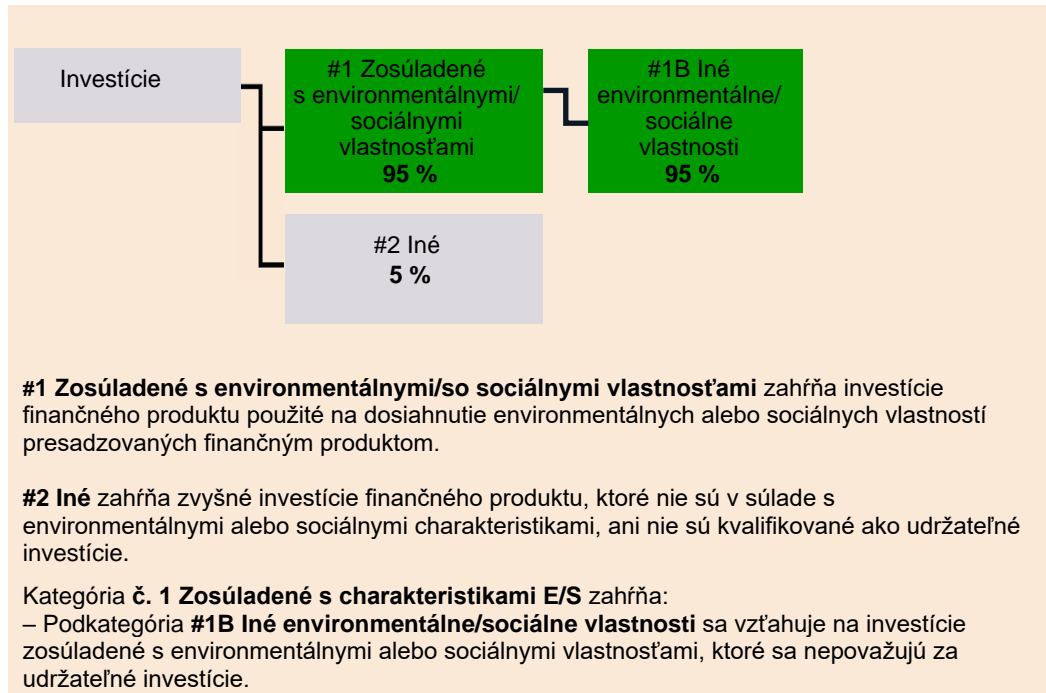 Investície
#1 Zosúladené
s environmentálnymi/
sociálnymi
vlastnosťami
95 %
#1B Iné
environmentálne/
sociálne
vlastnosti
95 %
#2 Iné
5 %
#1 Zosúladené s environmentálnymi/so sociálnymi vlastnosťami zahŕňa investície
finančného produktu použité na dosiahnutie environmentálnych alebo sociálnych vlastností
presadzovaných finančným produktom.
#2 Iné zahŕňa zvyšné investície finančného produktu, ktoré nie sú v súlade s
environmentálnymi alebo sociálnymi charakteristikami, ani nie sú kvalifikované ako udržateľné
investície.
Kategória č. 1 Zosúladené s charakteristikami E/S zahŕňa:
– Podkategória #1B Iné environmentálne/sociálne vlastnosti sa vzťahuje na investície
zosúladené s environmentálnymi alebo sociálnymi vlastnosťami, ktoré sa nepovažujú za
udržateľné investície.